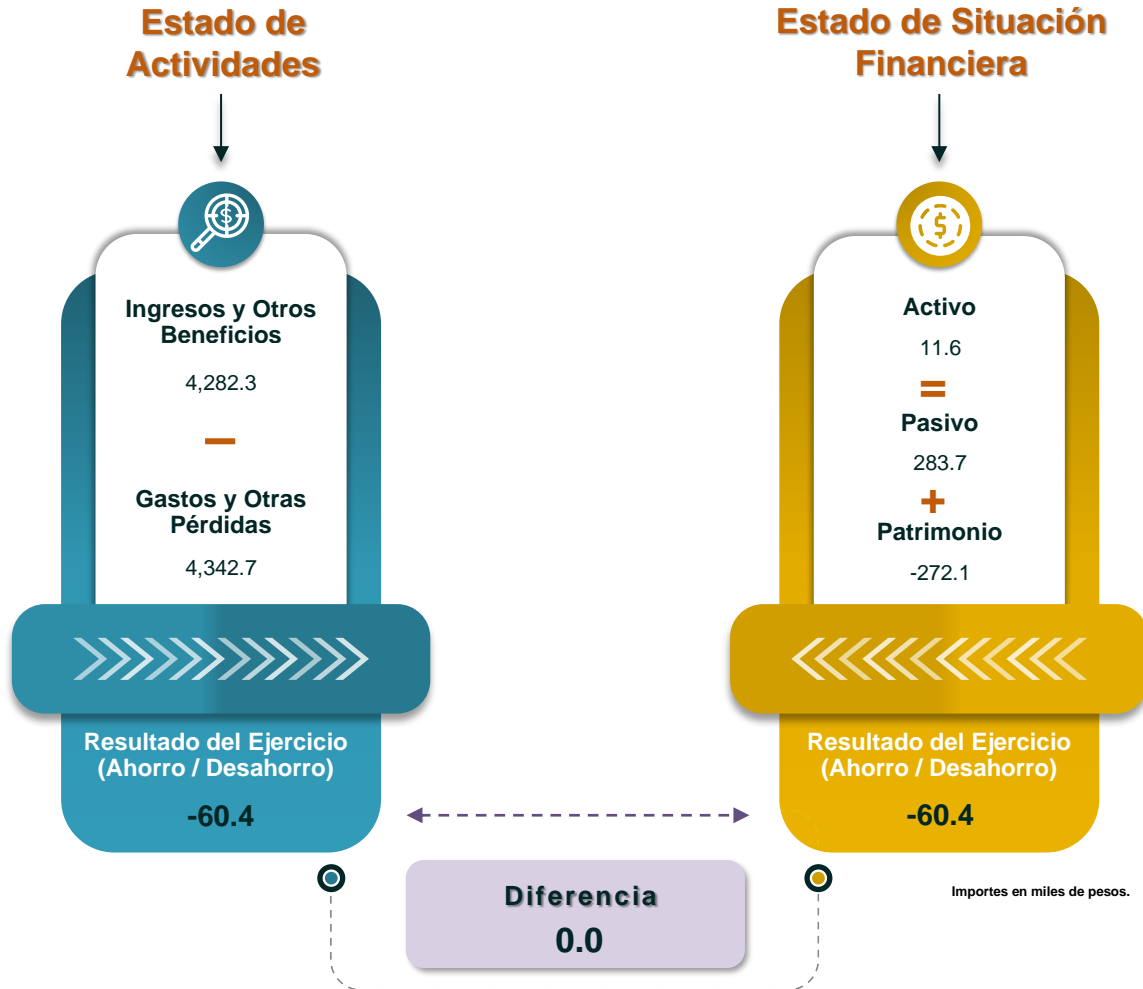 Estado de
Actividades
$
Ingresos y Otros
Beneficios
4,282.3
–
Gastos y Otras
Pérdidas
4,342.7
Resultado del Ejercicio
(Ahorro / Desahorro)
-60.4
Estado de Situación
Financiera
$
Activo
11.6
=
Pasivo
283.7
+
Patrimonio
-272.1
Resultado del Ejercicio
(Ahorro / Desahorro)
-60.4
Diferencia
0.0
Importes en miles de pesos.